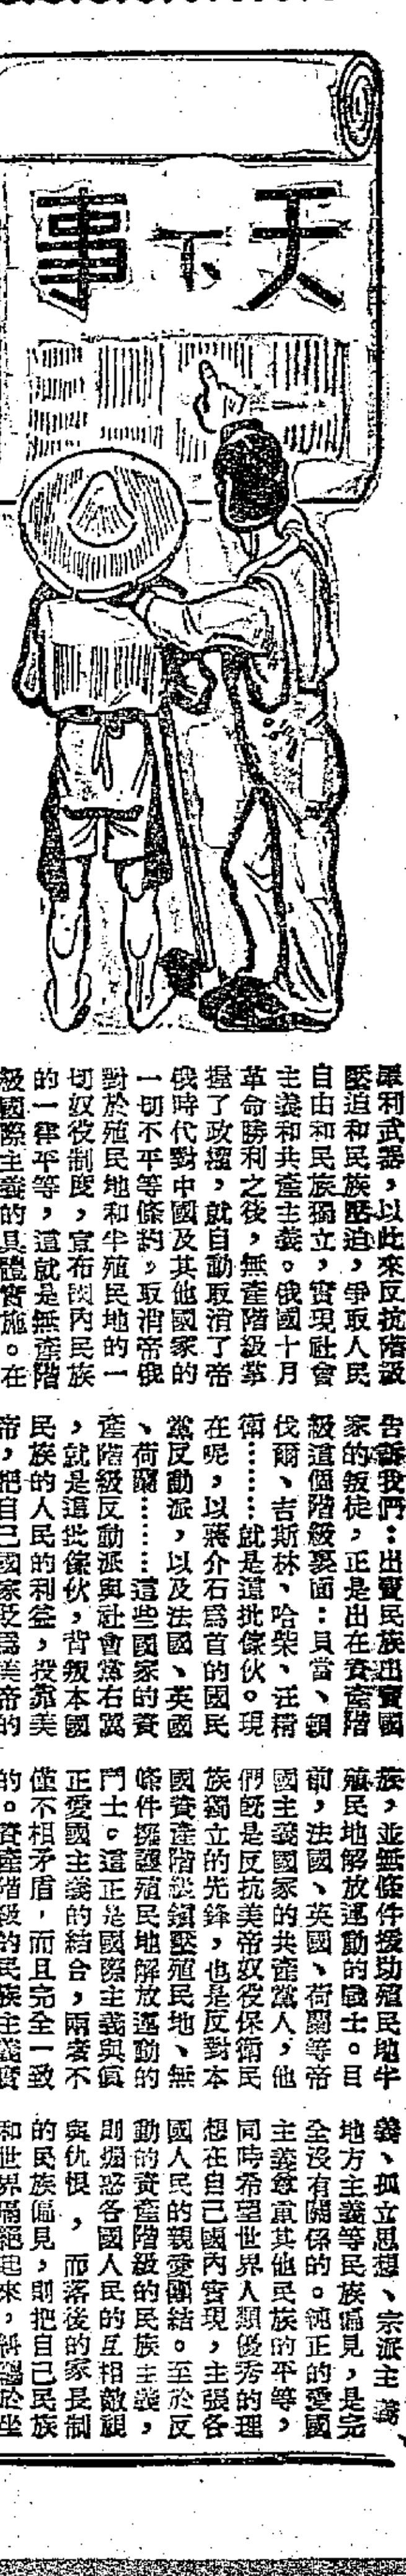 天下事
犀利武器，以此來反抗階級
壓迫和民族壓迫，爭取人民
自由和民族獨立，實現社會
主義和共產主義。俄國十月
革命勝利之後，無產階級掌
握了政權，就自動取消了帝
俄時代對中國及其他國家的
一切不平等條約。取消帝俄
對於殖民地和半殖民地的一
切奴役制度，宣布國內民族
的一律平等，這就是無產階
級國際主義的具體實施。在
告訴我們：出賣民族出賣國
家的叛徒，正是出在資產階
級這個階級裏面：貝當、賴
伐爾、吉斯林、哈柴、汪精
衛………就是這批傢伙。現
在呢，以蔣介石爲首的國民
黨反動派，以及法國、英國
、荷蘭………這些國家的資
產階級反動派與社會黨右翼
，就是這批傢伙，背叛本國
民族的人民的利益，投靠美
帝，把自己國家貶爲美帝的
族，並無條件援助殖民地半
殖民地解放運動的戰士。目
前，法國、英國、荷蘭等帝
國主義國家的共產黨人，他
們既是反抗美帝奴役保衛民
族獨立的先鋒，也是反對本
國資產階級鎮壓殖民地、無
條件擁護殖民地解放運動的
鬥士。這正是國際主義與眞
正愛國主義的結合，兩者不
僅不相矛盾，而且完全一致
的。資產階級的民族主義實
義、孤立思想、宗派主義、
地方主義等民族偏見，是完
全沒有關係的。純正的愛國
主義尊重其他民族的平等，
同時希望世界人類優秀的理
想在自己國內實現，主張各
國人民的親愛團結。至於反
動的資產階級的民族主義，
則煽惑各國人民的互相敵視
與仇恨，而落後的家長制
的民族偏見，則把自己民族
和世界隔絕起來，